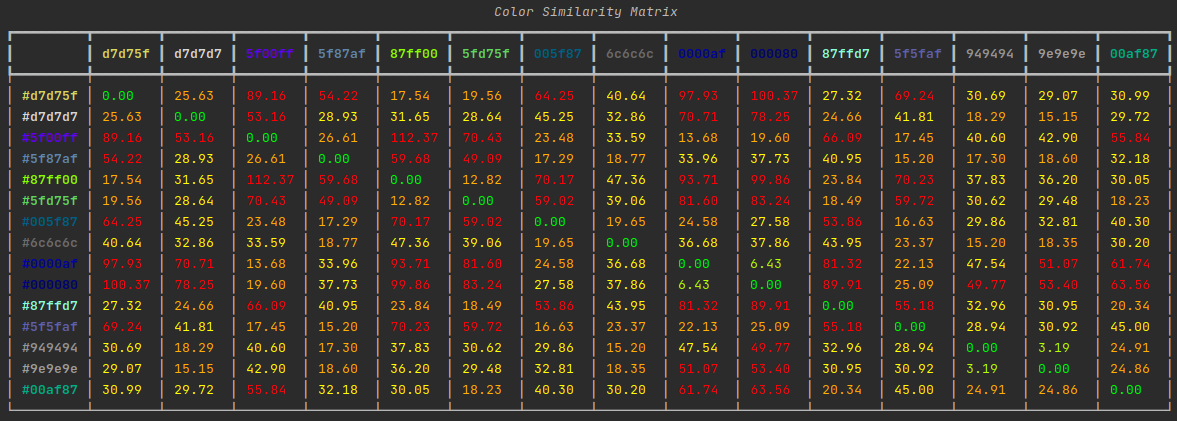 Color Similarity Matrix
d7d75f d7d7d7 5f00ff 5f87af 87ff00 5fd75f 005f87 6c6c6c 0000af 000080 87ffd7 5f5faf 949494 9e9e9e 00af87
#d7d75f 0.00 25.63 89.16 54.22 17.54 19.56 64.25 40.64 97.93 100.37 27.32 69.24 30.69 29.07 30.99
#d7d7d7 25.63 0.00 53.16 28.93 31.65 28.64 45.25 32.86 70.71 78.25 24.66 41.81 18.29 15.15 29.72
#5f00ff 89.16 53.16 0.00 26.61 112.37 70.43 23.48 33.59 13.68 19.60 66.09 17.45 40.60 42.90 55.84
#5f87af 54.22 28.93 26.61 0.00 59.68 49.09 17.29 18.77 33.96 37.73 40.95 15.20 17.30 18.60 32.18
#87ff00 17.54 31.65 112.37 59.68 0.00 12.82 70.17 47.36 93.71 99.86 23.84 70.23 37.83 36.20 30.05
#5fd75f 19.56 28.64 70.43 49.09 12.82 0.00 59.02 39.06 81.60 83.24 18.49 59.72 30.62 29.48 18.23
#005f87 64.25 45.25 23.48 17.29 70.17 59.02 0.00 19.65 24.58 27.58 53.86 16.63 29.86 32.81 40.30
#6c6c6c 40.64 32.86 33.59 18.77 47.36 39.06 19.65 0.00 36.68 37.86 43.95 23.37 15.20 18.35 30.20
#0000af 97.93 70.71 13.68 33.96 93.71 81.60 24.58 36.68 0.00 6.43 81.32 22.13 47.54 51.07 61.74
#000080 100.37 78.25 19.60 37.73 99.86 83.24 27.58 37.86 6.43 0.00 89.91 25.09 49.77 53.40 63.56
#87ffd7 27.32 24.66 66.09 40.95 23.84 18.49 53.86 43.95 81.32 89.91 0.00 55.18 32.96 30.95 20.34
#5f5faf 69.24 41.81 17.45 15.20 70.23 59.72 16.63 23.37 22.13 25.09 55.18 0.00 28.94 30.92 45.00
#949494 30.69 18.29 40.60 17.30 37.83 30.62 29.86 15.20 47.54 49.77 32.96 28.94 0.00 3.19 24.91
#9e9e9e 29.07 15.15 42.90 18.60 36.20 29.48 32.81 18.35 51.07 53.40 30.95 30.92 3.19 0.00 24.86
#00af87 30.99 29.72 55.84 32.18 30.05 18.23 40.30 30.20 61.74 63.56 20.34 45.00 24.91 24.86 0.00